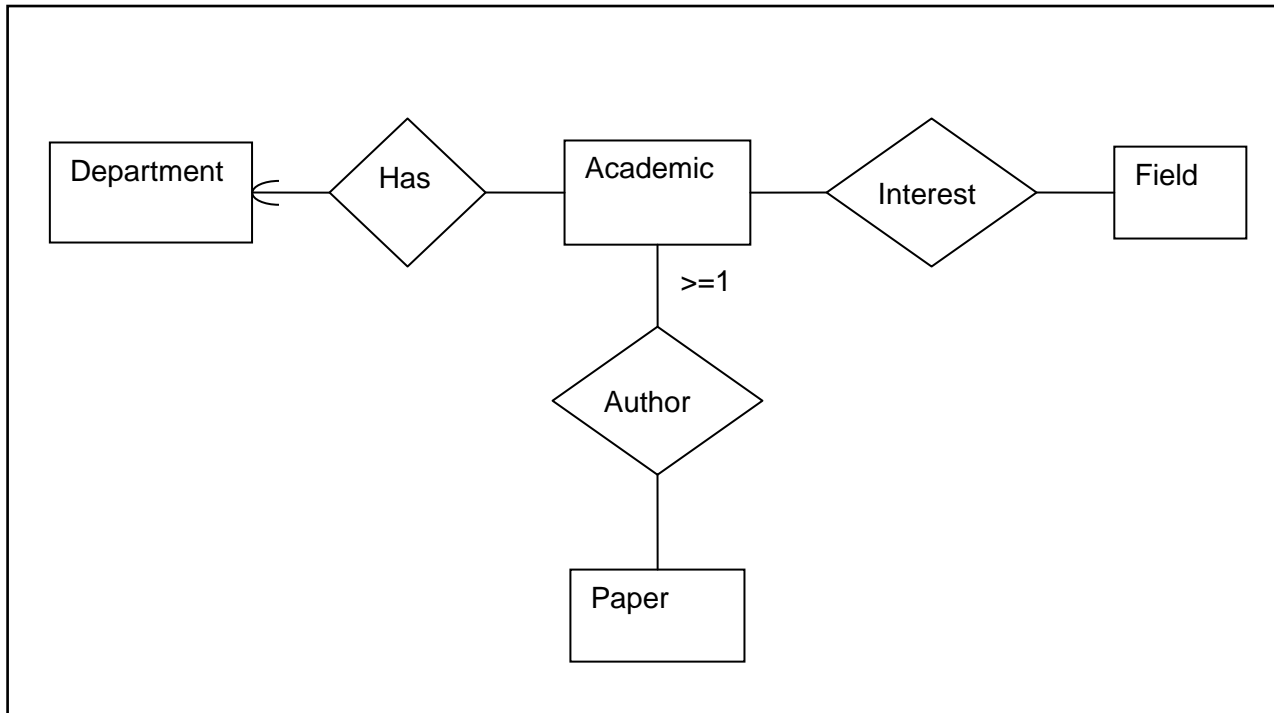 Department
Has
Academic
Interest
Field
>=1
Author
Paper